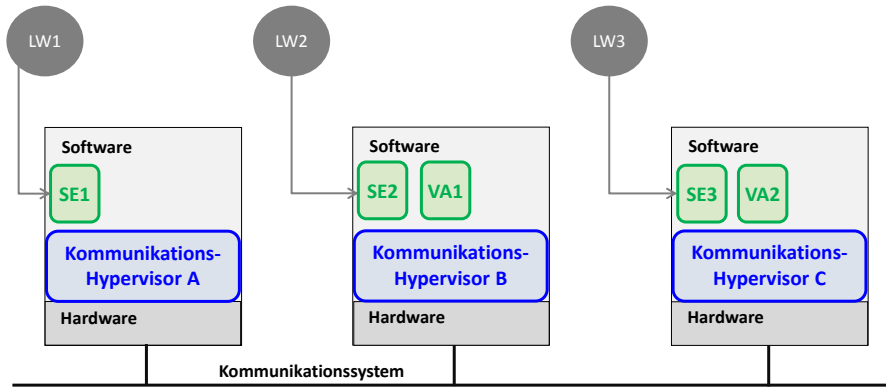 LW1
LW2
LW3
Software
Software
Software
SE1
SE2
VA1
SE3
VA2
Kommunikations-
Hypervisor A
Kommunikations-
Hypervisor B
Kommunikations-
Hypervisor C
Hardware
Hardware
Hardware
Kommunikationssystem